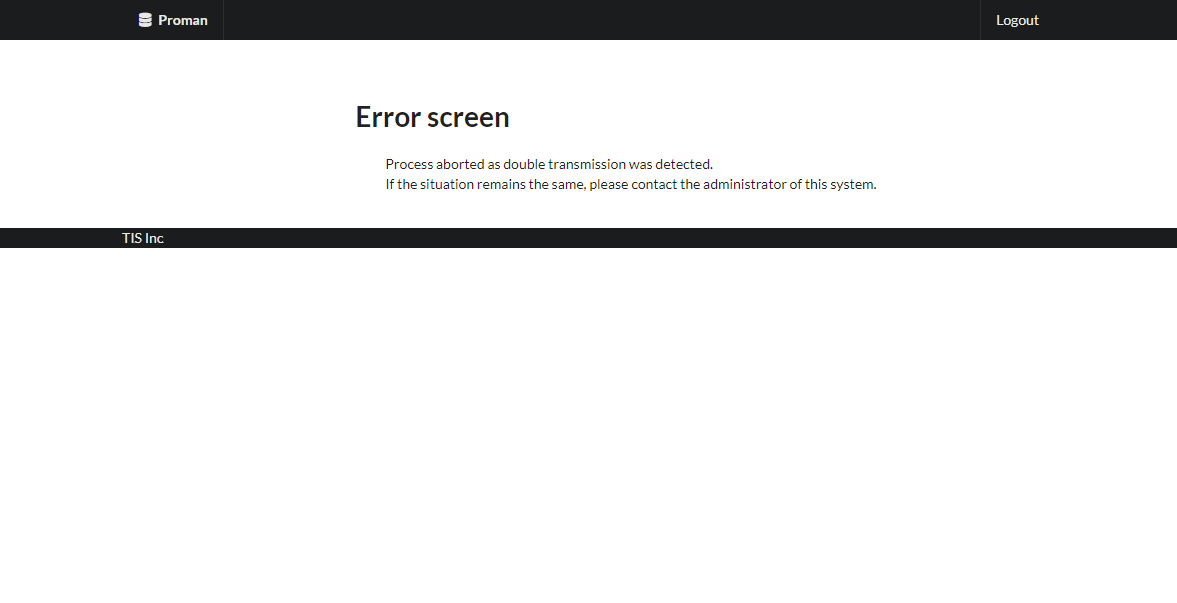 Proman
Logout
Error screen
Process aborted as double transmission was detected.
If the situation remains the same, please contact the administrator of this system.
TIS Inc